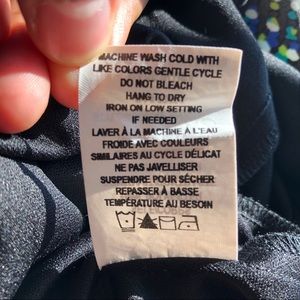 MACHINE WASH COLD WITH
LIKE COLORS GENTLE CYCLE
DO NOT BLEACH
HANG TO DRY
IRON ON LOW SETTING
IF NEEDED
LAVER À LA MACHINE À L'EAU
FROIDE AVEC COULEURS
SIMILAIRES AU CYCLE DÉLICAT
NE PAS JAVELLISER
SUSPENDRE POUR SÉCHER
REPASSER À BASSE
TEMPÉRATURE AU BESOIN